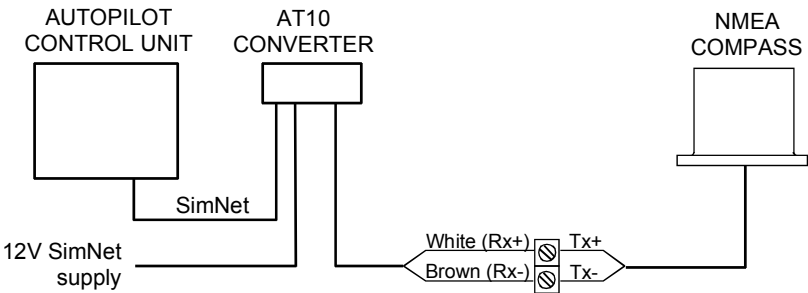 AUTOPILOT
CONTROL UNIT
AT10
CONVERTER
NMEA
COMPASS
SimNet
12V SimNet
supply
White (Rx+)
Tx+
Brown (Rx-)
Tx-